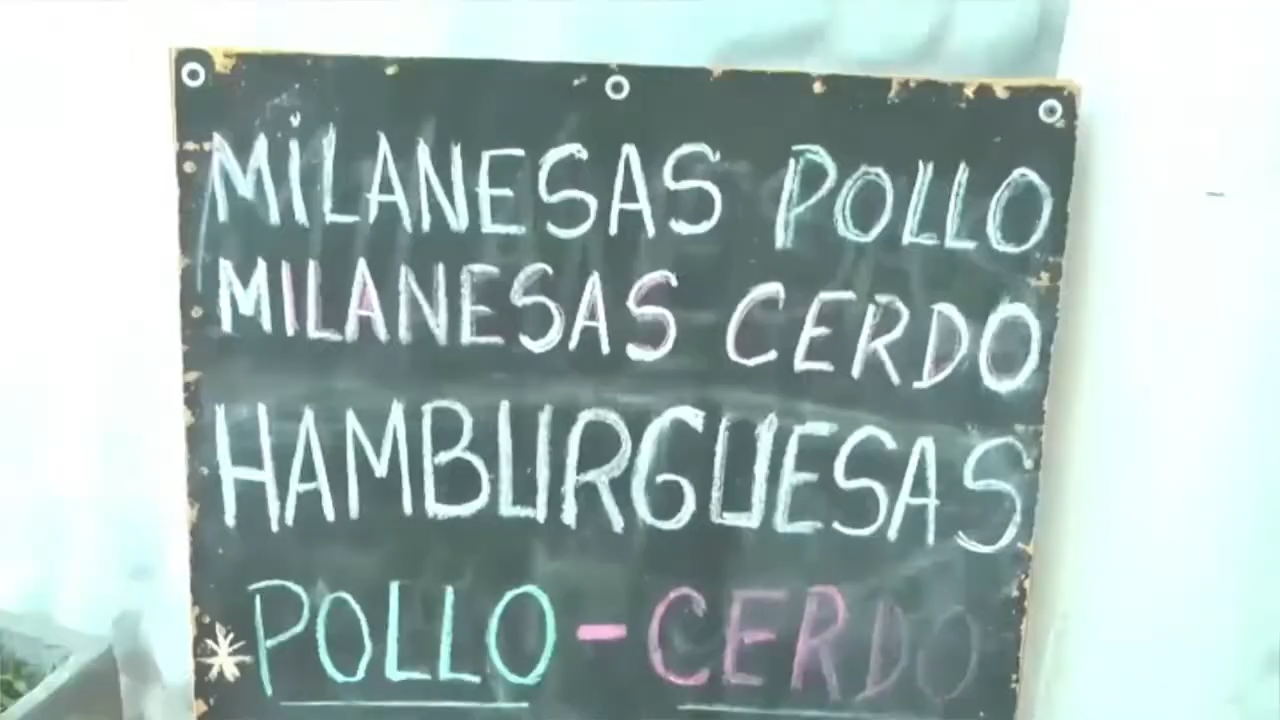 MiLANESAS POLLO
MILANESAS CERDO
HAMBURGUESAS
* POLLO - CERDO